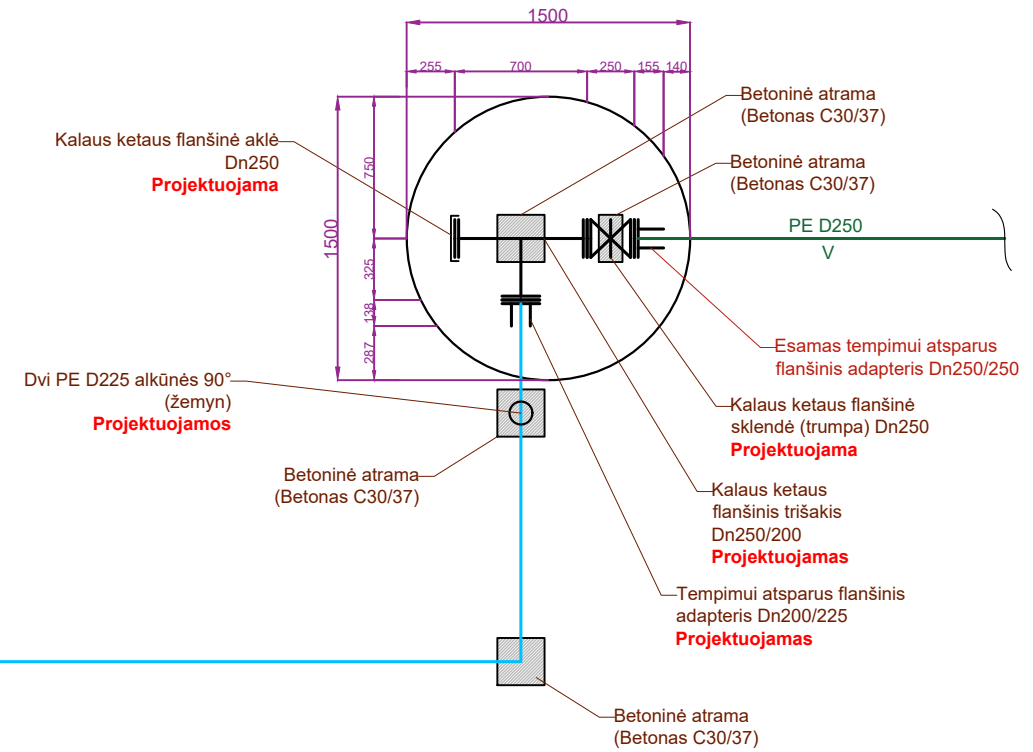 1500
255
700
250
155
140
Betoninė atrama
(Betonas C30/37)
Kalaus ketaus flanšinė aklė
Dn250
Projektuojama
Betoninė atrama
(Betonas C30/37)
1500
750
325
138
287
PE D250
V
Esamas tempimui atsparus
flanšinis adapteris Dn250/250
Dvi PE D225 alkūnės 90°
(žemyn)
Projektuojamos
Kalaus ketaus flanšinė
sklendė (trumpa) Dn250
Projektuojama
Betoninė atrama
(Betonas C30/37)
Kalaus ketaus
flanšinis trišakis
Dn250/200
Projektuojamas
Tempimui atsparus flanšinis
adapteris Dn200/225
Projektuojamas
Betoninė atrama
(Betonas C30/37)